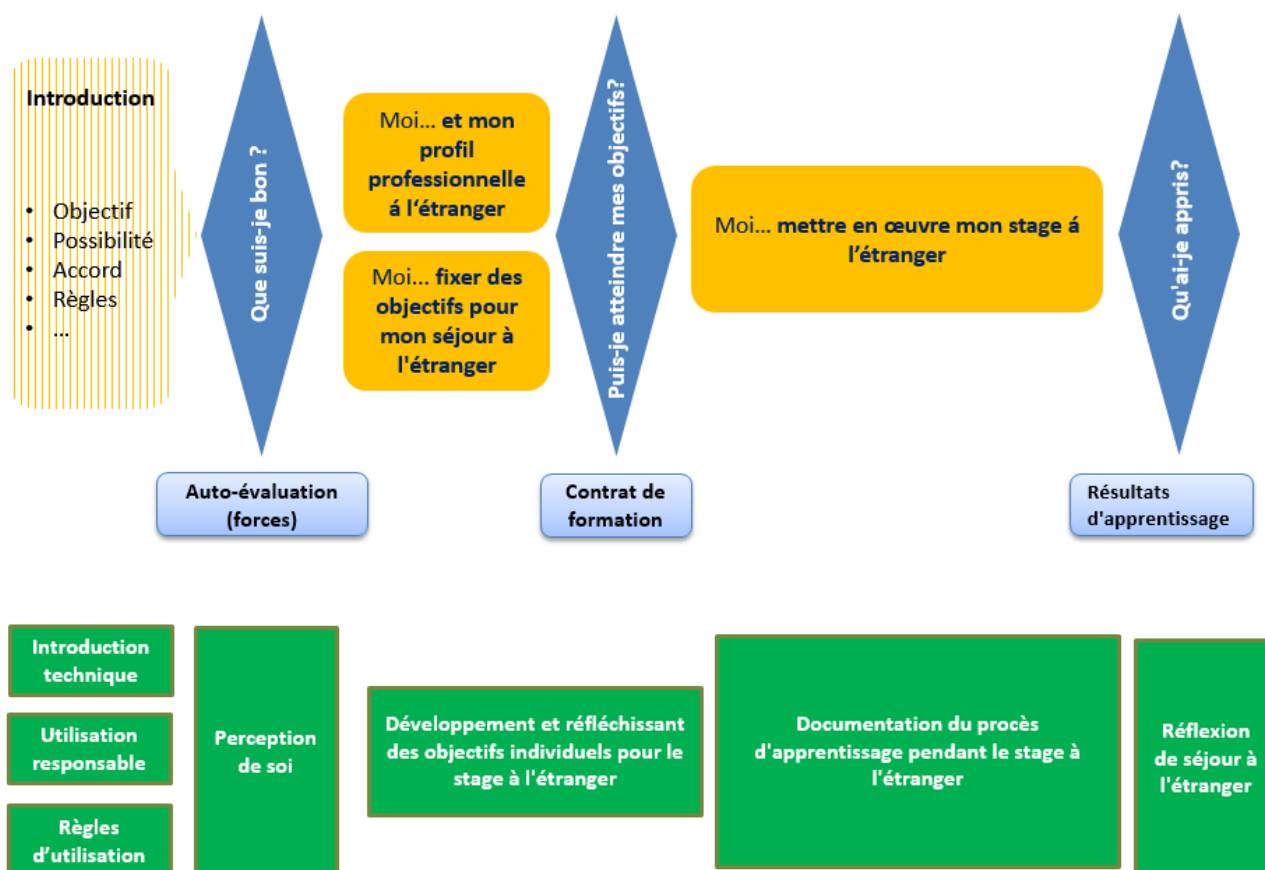 Introduction
• Objectif
• Possibilité
• Accord
• Règles
• ...
Que suis-je bon ?
Moi... et mon
profil
professionnelle
á l‘étranger
Moi... fixer des
objectifs pour
mon séjour à
l'étranger
Puis-je atteindre mes objectifs?
Moi... mettre en œuvre mon stage á
l’étranger
Qu'ai-je appris?
Auto-évaluation
(forces)
Contrat de
formation
Résultats
d'apprentissage
Introduction
technique
Utilisation
responsable
Règles
d’utilisation
Perception
de soi
Développement et réfléchissant
des objectifs individuels pour le
stage à l'étranger
Documentation du procès
d'apprentissage pendant le stage à
l'étranger
Réflexion
de séjour à
l'étranger